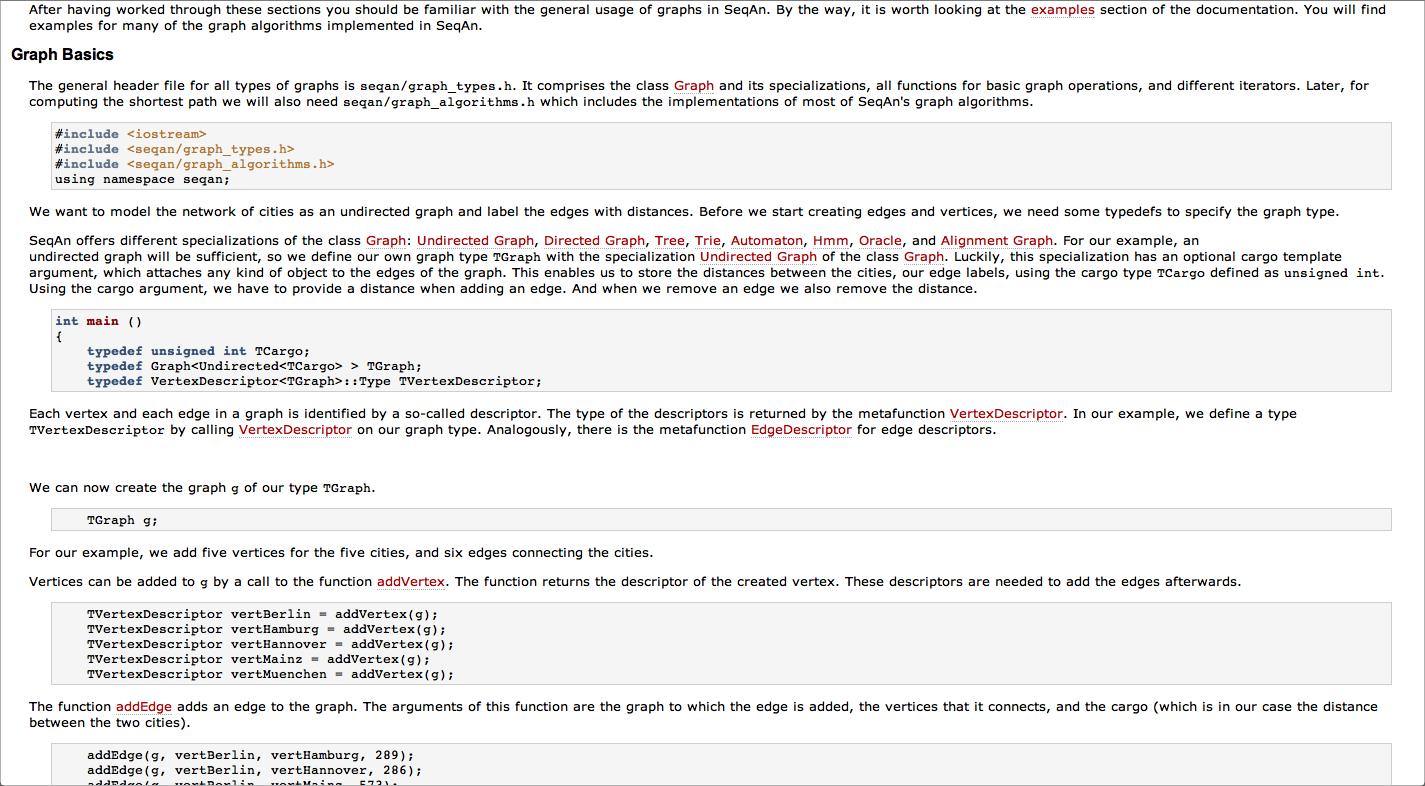 After having worked through these sections you should be familiar with the general usage of graphs in SeqAn. By the way, it is worth looking at the examples section of the documentation. You will find
examples for many of the graph algorithms implemented in SeqAn.
Graph Basics
The general header file for all types of graphs is seqan/graph_types.h. It comprises the class Graph and its specializations, all functions for basic graph operations, and different iterators. Later, for
computing the shortest path we will also need seqan/graph_algorithms.h which includes the implementations of most of SeqAn's graph algorithms.
#include <iostream>
#include <seqan/graph_types.h>
#include <seqan/graph_algorithms.h>
using namespace seqan;
We want to model the network of cities as an undirected graph and label the edges with distances. Before we start creating edges and vertices, we need some typedefs to specify the graph type.
SeqAn offers different specializations of the class Graph: Undirected Graph, Directed Graph, Tree, Trie, Automaton, Hmm, Oracle, and Alignment Graph. For our example, an
undirected graph will be sufficient, so we define our own graph type TGraph with the specialization Undirected Graph of the class Graph. Luckily, this specialization has an optional cargo template
argument, which attaches any kind of object to the edges of the graph. This enables us to store the distances between the cities, our edge labels, using the cargo type TCargo defined as unsigned int.
Using the cargo argument, we have to provide a distance when adding an edge. And when we remove an edge we also remove the distance.
int main ()
{
    typedef unsigned int TCargo;
    typedef Graph<Undirected<TCargo> > TGraph;
    typedef VertexDescriptor<TGraph>::Type TVertexDescriptor;
Each vertex and each edge in a graph is identified by a so-called descriptor. The type of the descriptors is returned by the metafunction VertexDescriptor. In our example, we define a type
TVertexDescriptor by calling VertexDescriptor on our graph type. Analogously, there is the metafunction EdgeDescriptor for edge descriptors.
We can now create the graph g of our type TGraph.
    TGraph g;
For our example, we add five vertices for the five cities, and six edges connecting the cities.
Vertices can be added to g by a call to the function addVertex. The function returns the descriptor of the created vertex. These descriptors are needed to add the edges afterwards.
    TVertexDescriptor vertBerlin = addVertex(g);
    TVertexDescriptor vertHamburg = addVertex(g);
    TVertexDescriptor vertHannover = addVertex(g);
    TVertexDescriptor vertMainz = addVertex(g);
    TVertexDescriptor vertMuenchen = addVertex(g);
The function addEdge adds an edge to the graph. The arguments of this function are the graph to which the edge is added, the vertices that it connects, and the cargo (which is in our case the distance
between the two cities).
    addEdge(g, vertBerlin, vertHamburg, 289);
    addEdge(g, vertBerlin, vertHannover, 286);
    addEdge(g, vertBerlin, vertMainz, 573);